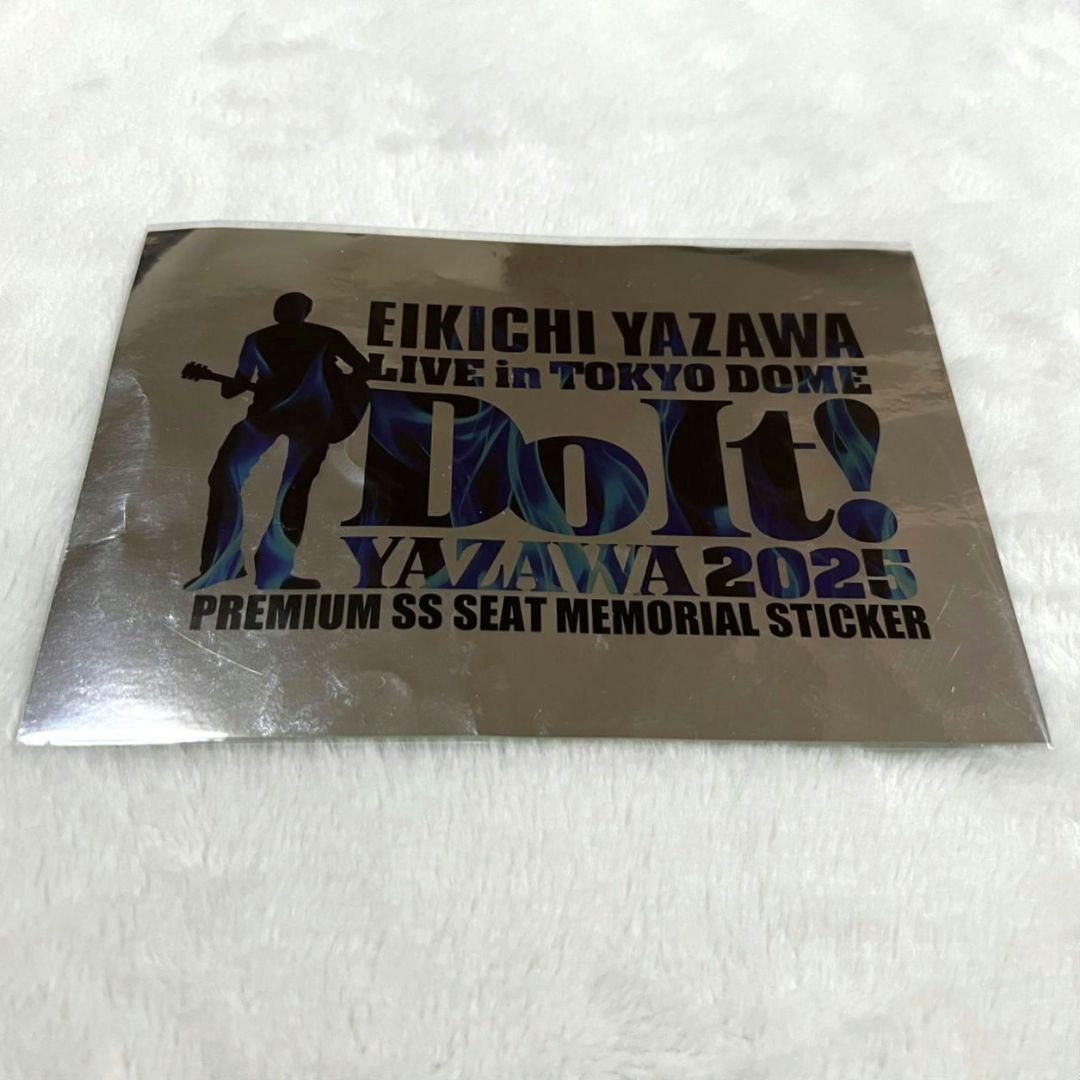 EIKICHI YAZAWA
LIVE in TOKYO DOME
Do It!
YAZAWA 2025
PREMIUM SS SEAT MEMORIAL STICKER